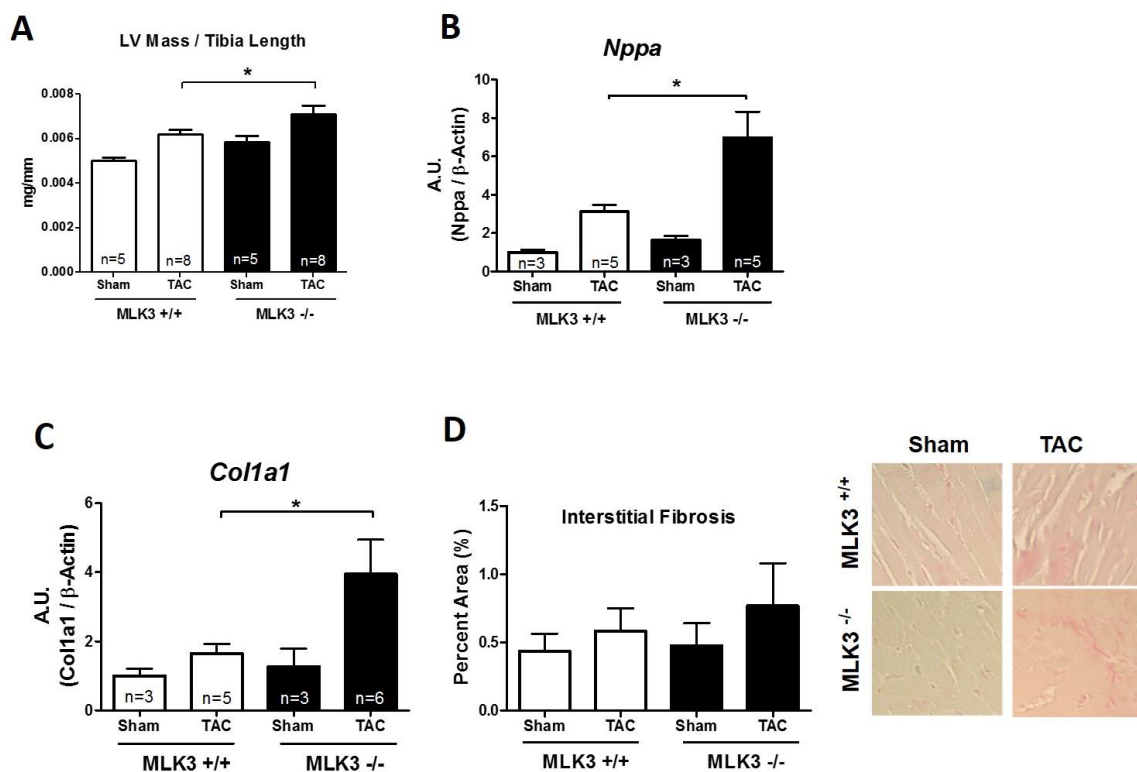 A
LV Mass / Tibia Length
*
0.008
0.006
0.004
0.002
0.000
mg/mm
n=5
n=8
n=5
n=8
Sham
TAC
Sham
TAC
MLK3 +/+
MLK3 -/-
B
Nppa
*
10
8
6
4
2
0
A.U.
(Nppa / β-Actin)
n=3
n=5
n=3
n=5
Sham
TAC
Sham
TAC
MLK3 +/+
MLK3 -/-
C
Col1a1
*
6
4
2
0
A.U.
(Col1a1 / β-Actin)
n=3
n=5
n=3
n=6
Sham
TAC
Sham
TAC
MLK3 +/+
MLK3 -/-
D
Interstitial Fibrosis
1.5
1.0
0.5
0.0
Percent Area (%)
Sham
TAC
Sham
TAC
MLK3 +/+
MLK3 -/-
Sham
TAC
MLK3 +/+
MLK3 -/-